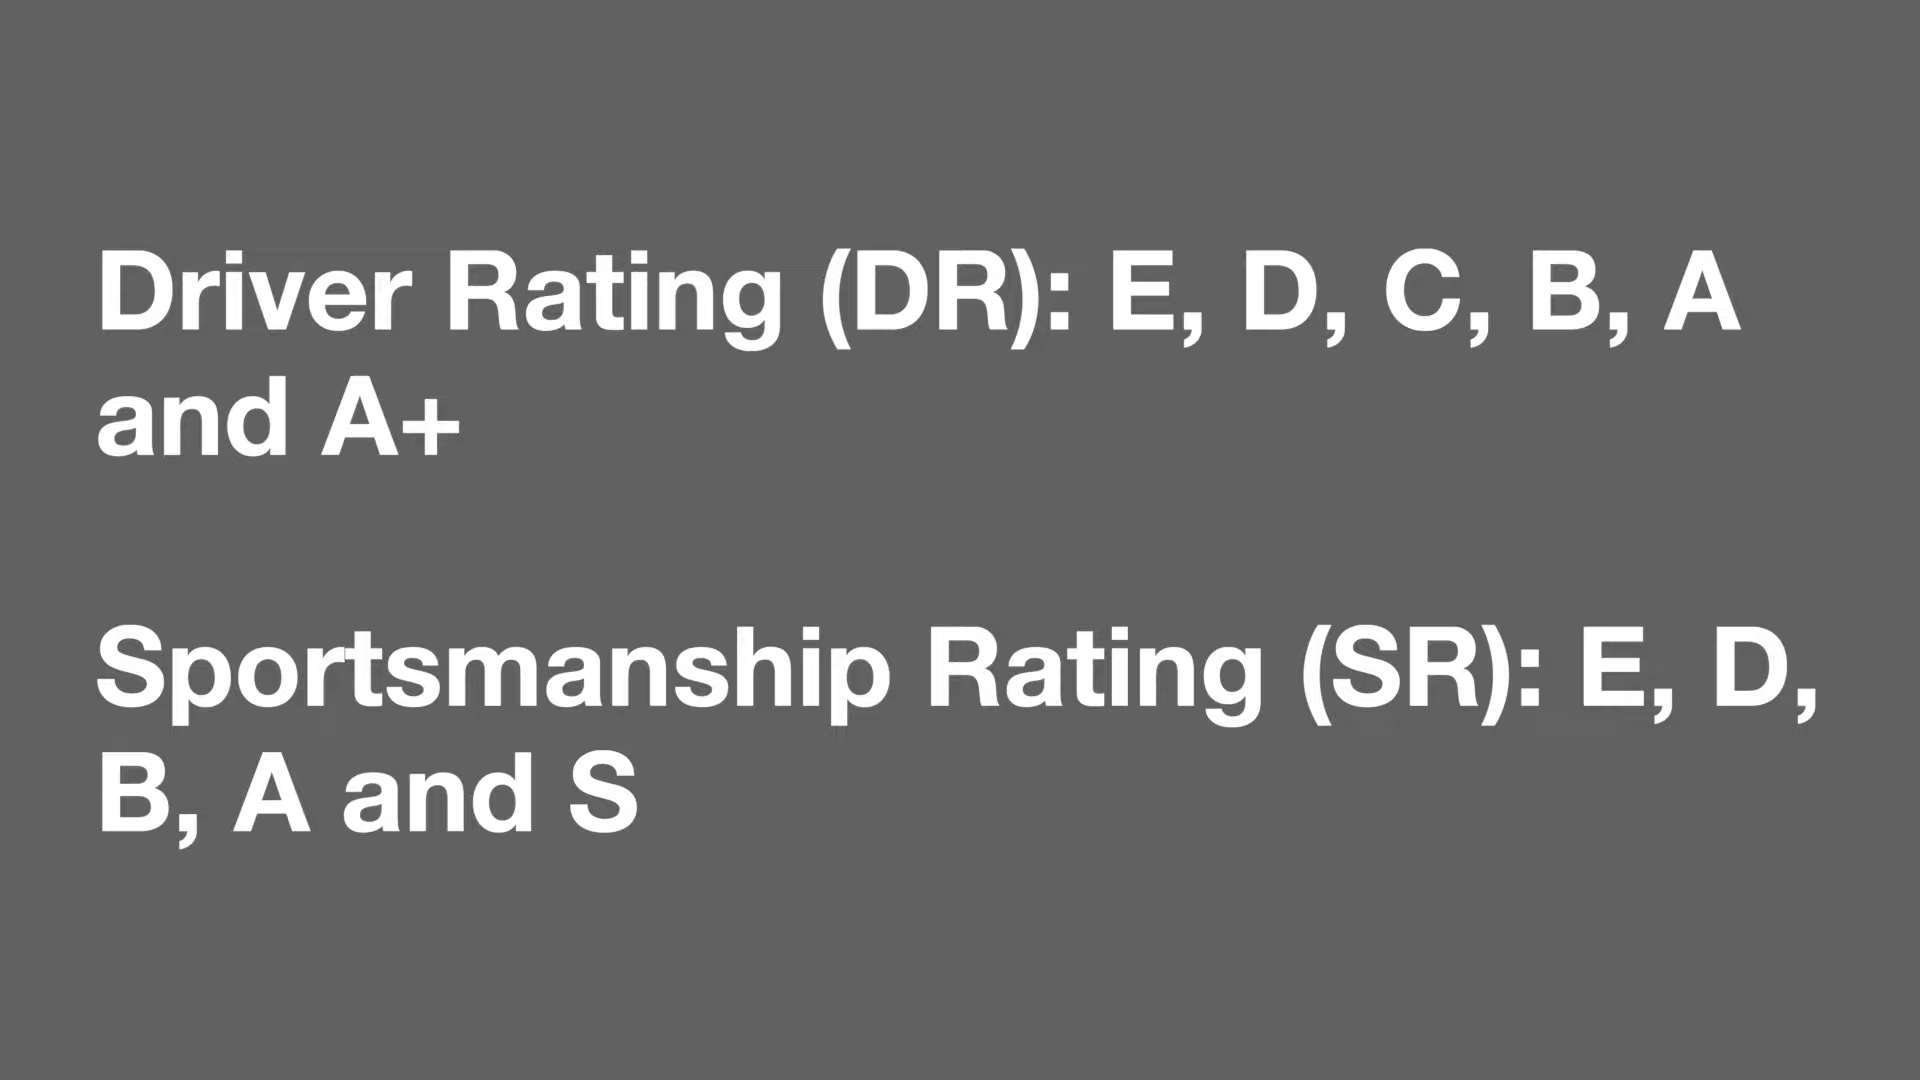 Driver Rating (DR): E, D, C, B, A
and A+
Sportsmanship Rating (SR): E, D,
B, A and S